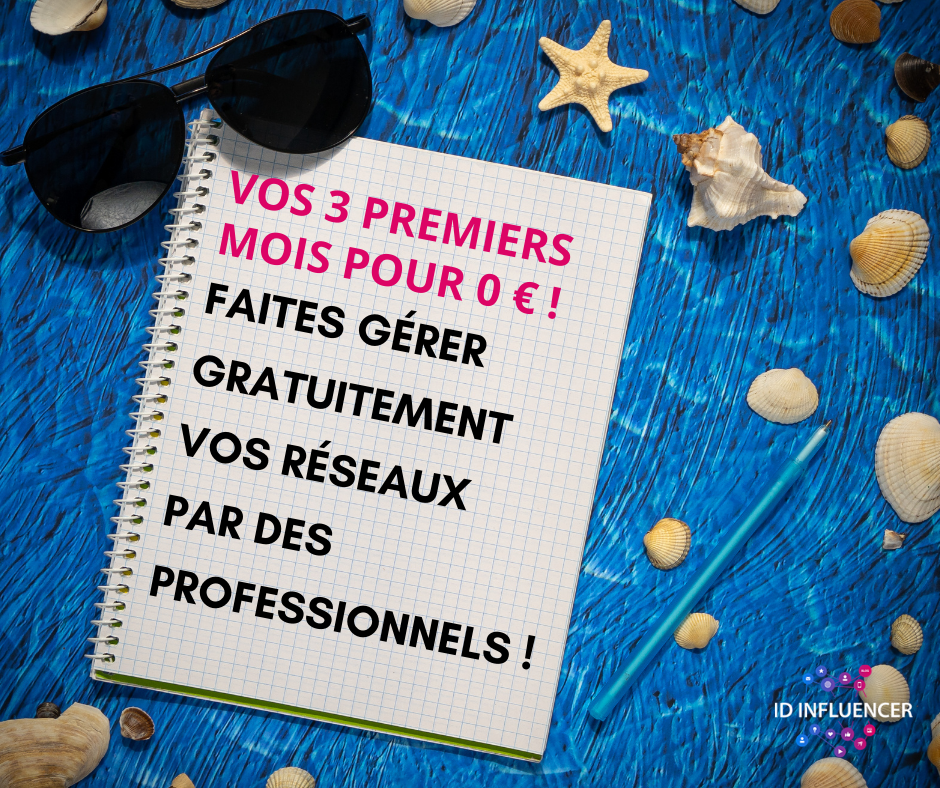 VOS 3 PREMIERS
MOIS POUR 0 € !
FAITES GÉRER
GRATUITEMENT
VOS RÉSEAUX
PAR DES
PROFESSIONNELS !
ID INFLUENCER